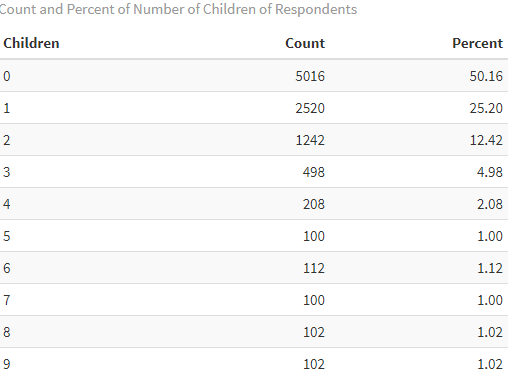 Count and Percent of Number of Children of Respondents
Children Count Percent
0 5016 50.16
1 2520 25.20
2 1242 12.42
3 498 4.98
4 208 2.08
5 100 1.00
6 112 1.12
7 100 1.00
8 102 1.02
9 102 1.02